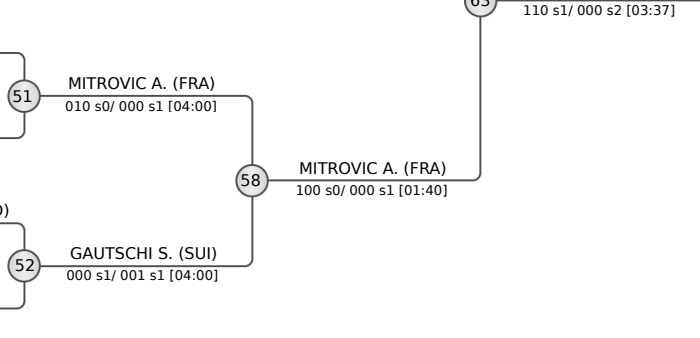 63
110 s1/ 000 s2 [03:37]
MITROVIC A. (FRA)
51
010 s0/ 000 s1 [04:00]
MITROVIC A. (FRA)
58
100 s0/ 000 s1 [01:40]
)
GAUTSCHI S. (SUI)
52
000 s1/ 001 s1 [04:00]